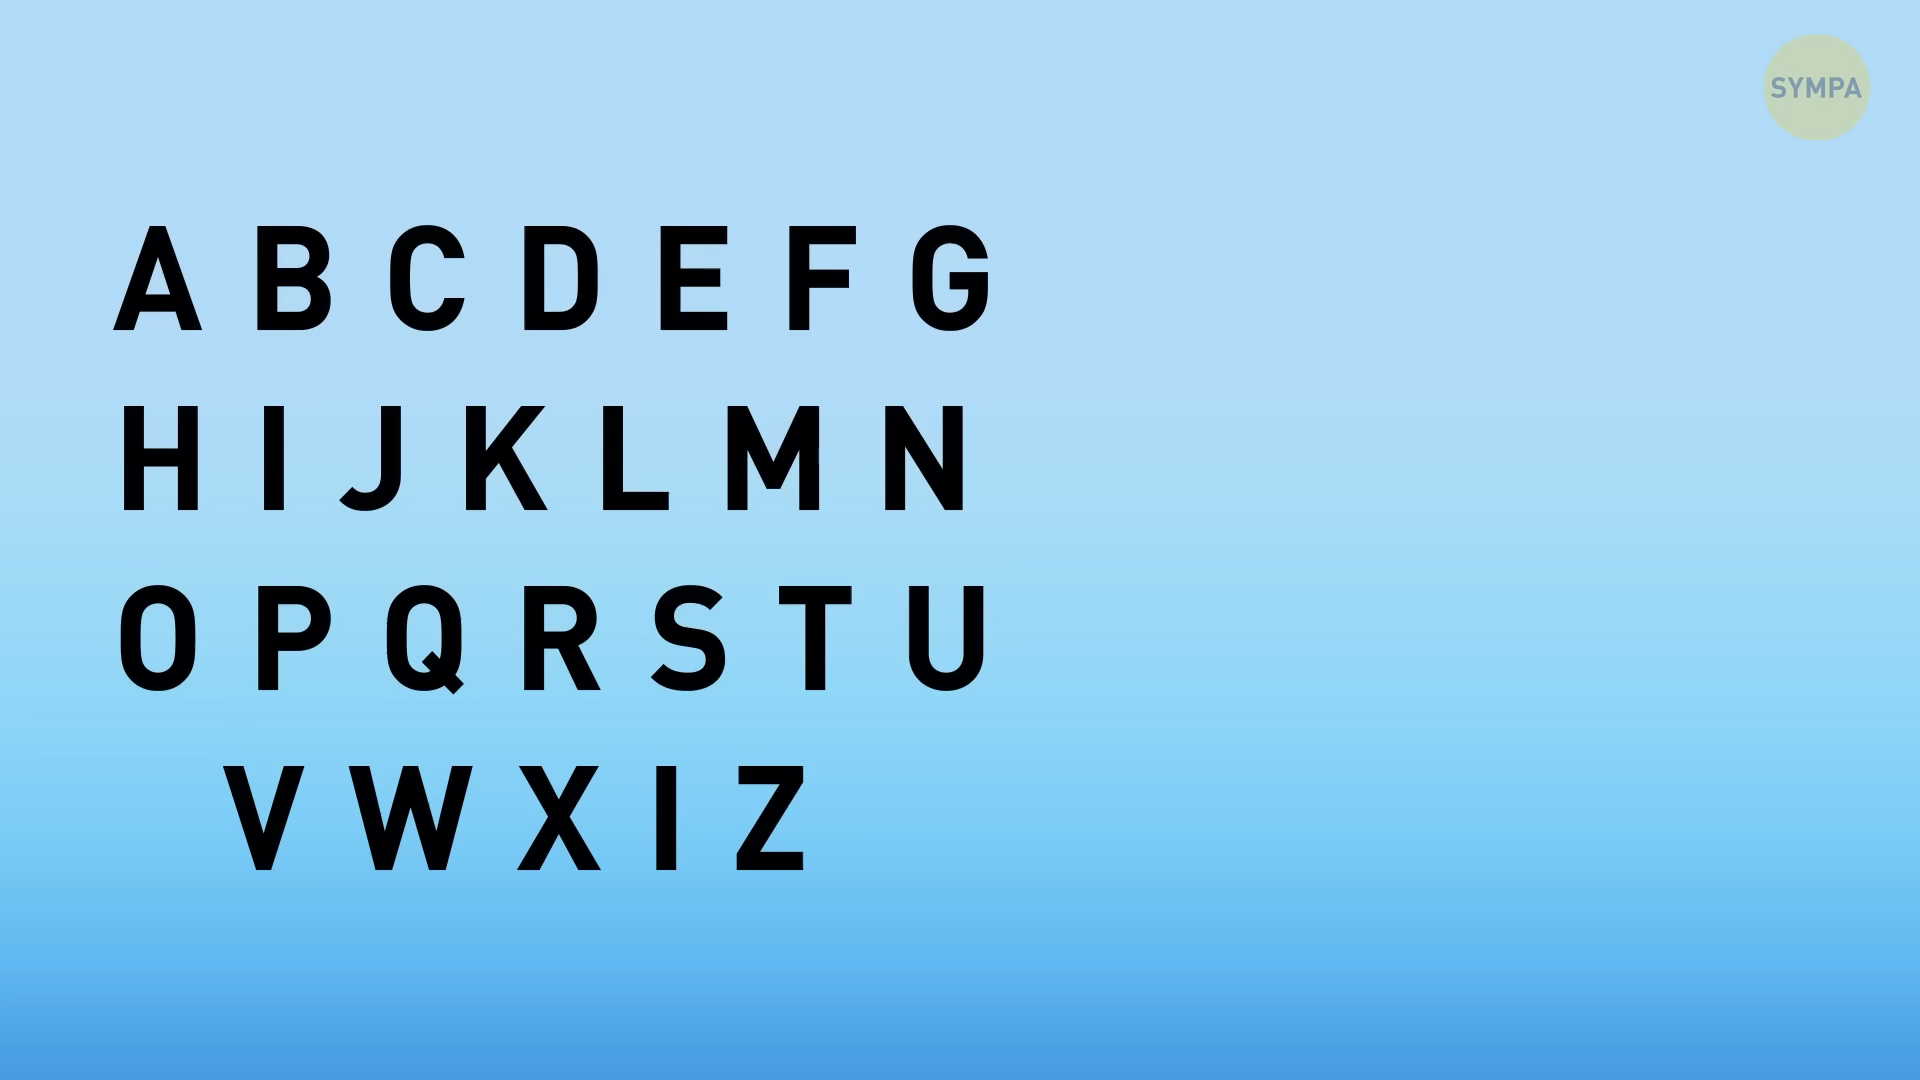 SYMPA
A B C D E F G
H I J K L M N
O P Q R S T U
V W X I Z